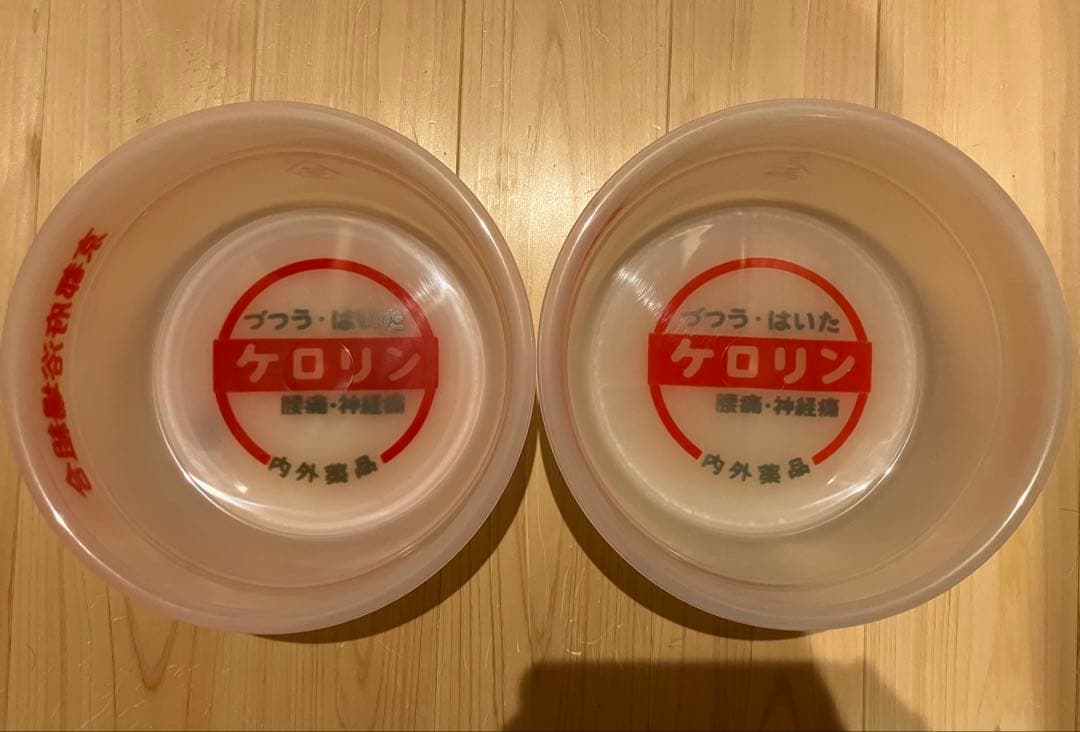 づつう・はいた
ケロリン
腰痛・神経痛
内外薬品
づつう・はいた
ケロリン
腰痛・神経痛
内外薬品